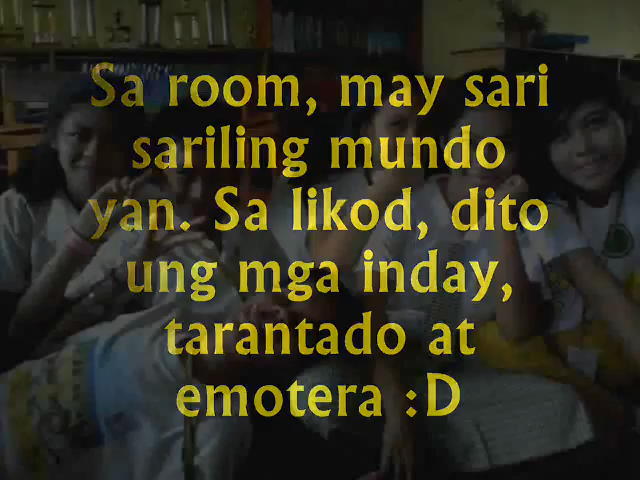 Sa room, may sari
sariling mundo
yan. Sa likod, dito
ung mga inday,
tarantado at
emotera :D